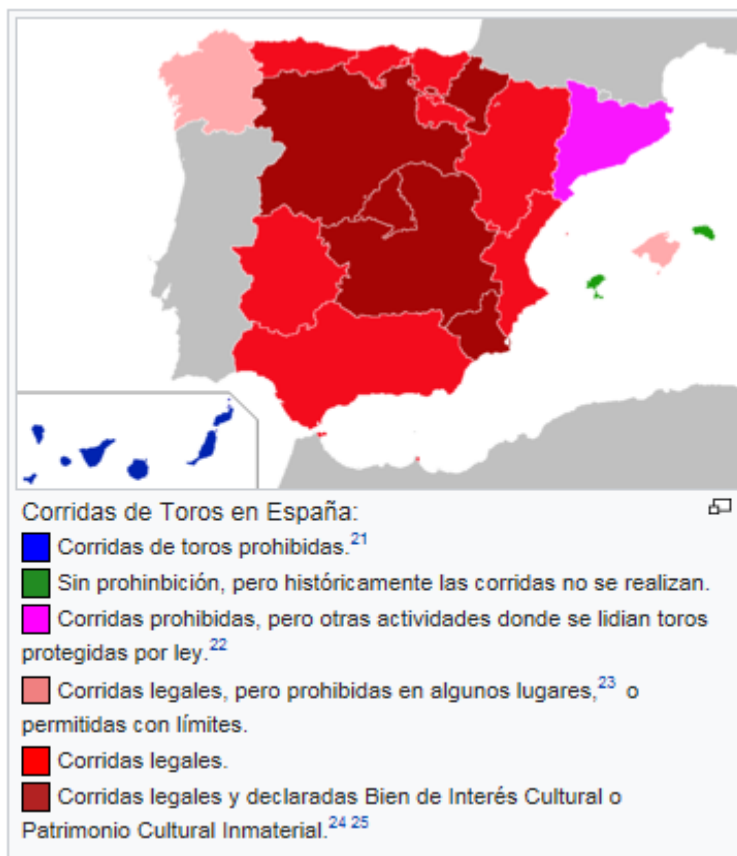 Corridas de Toros en España:
Corridas de toros prohibidas.21
Sin prohinbición, pero históricamente las corridas no se realizan.
Corridas prohibidas, pero otras actividades donde se lidian toros
protegidas por ley.22
Corridas legales, pero prohibidas en algunos lugares,23 o
permitidas con límites.
Corridas legales.
Corridas legales y declaradas Bien de Interés Cultural o
Patrimonio Cultural Inmaterial.24 25